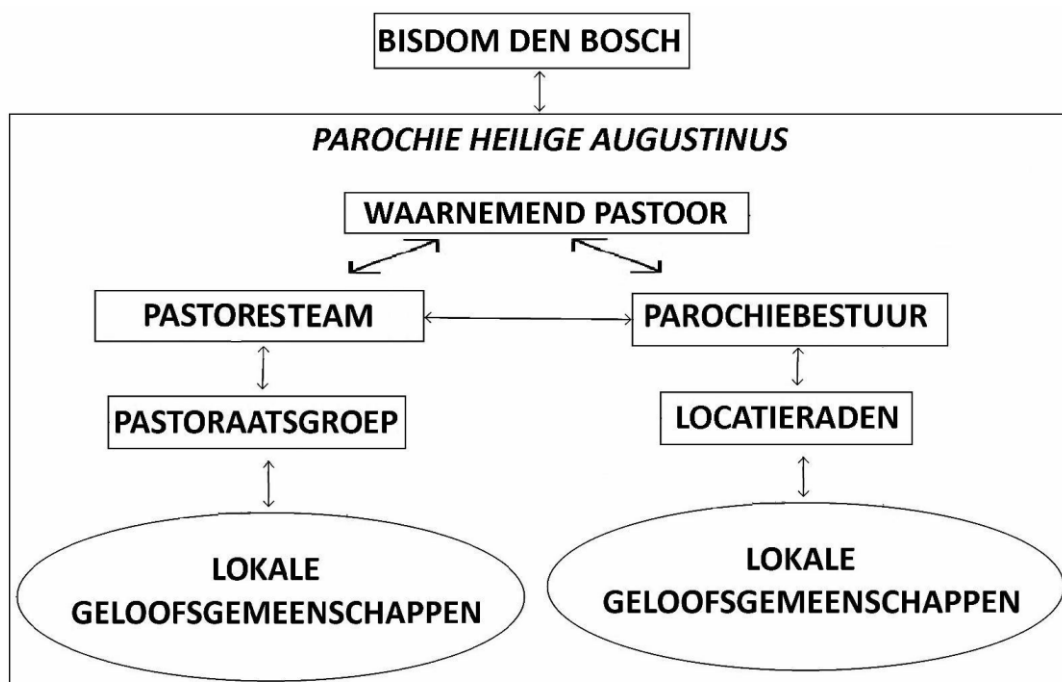 BISDOM DEN BOSCH
PAROCHIE HEILIGE AUGUSTINUS
WAARNEMEND PASTOOR
PASTORESTEAM
PAROCHIEBESTUUR
PASTORAATSGROEP
LOCATIERADEN
LOKALE
GELOOFSGEMEENSCHAPPEN
LOKALE
GELOOFSGEMEENSCHAPPEN